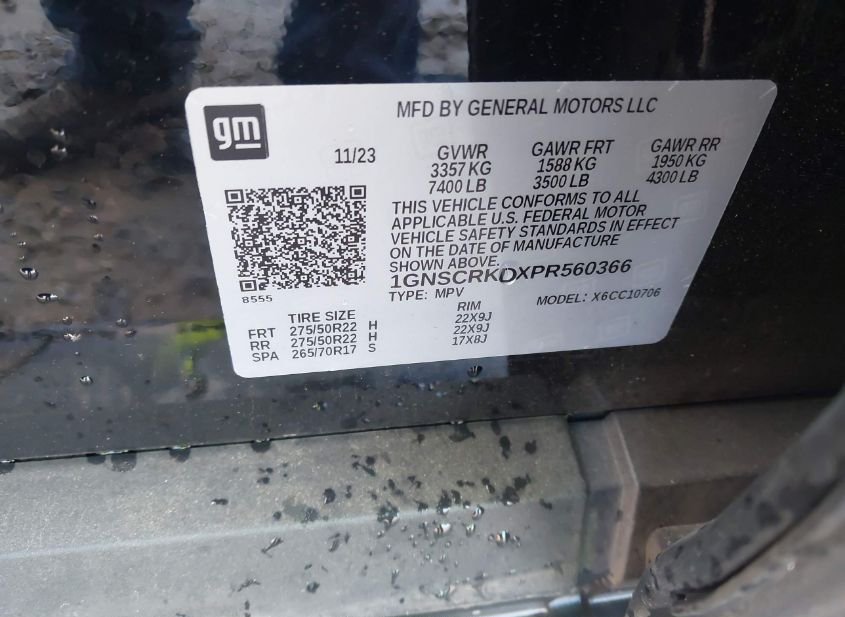 gm
MFD BY GENERAL MOTORS LLC
11/23
GVWR
3357 KG
7400 LB
GAWR FRT
1588 KG
3500 LB
GAWR RR
1950 KG
4300 LB
THIS VEHICLE CONFORMS TO ALL
APPLICABLE U.S. FEDERAL MOTOR
VEHICLE SAFETY STANDARDS IN EFFECT
ON THE DATE OF MANUFACTURE
SHOWN ABOVE.
1GNSCRKDXPR560366
TYPE: MPV
MODEL: X6CC10706
8555
TIRE SIZE RIM
FRT 275/50R22 H 22X9J
RR 275/50R22 H 22X9J
SPA 265/70R17 S 17X8J